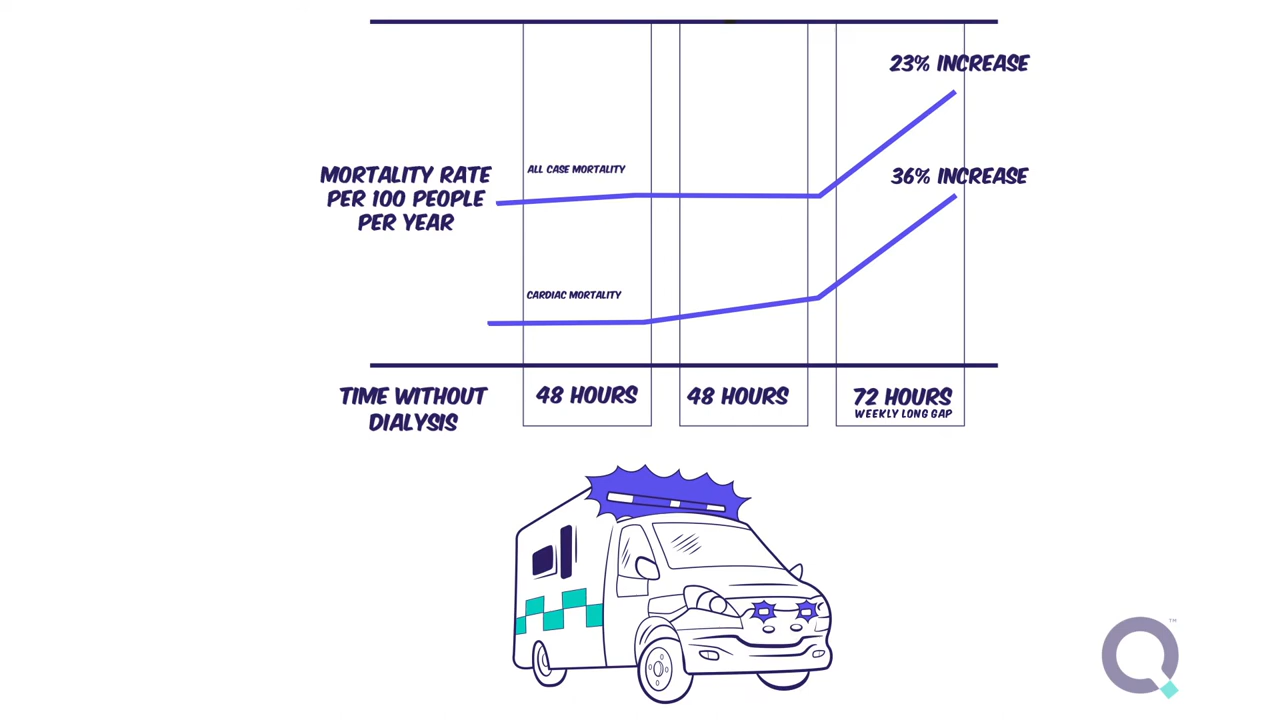 23% INCREASE
ALL CASE MORTALITY
MORTALITY RATE
PER 100 PEOPLE
PER YEAR
36% INCREASE
CARDIAC MORTALITY
TIME WITHOUT
DIALYSIS
48 HOURS
48 HOURS
72 HOURS
WEEKLY LONG GAP
Q™